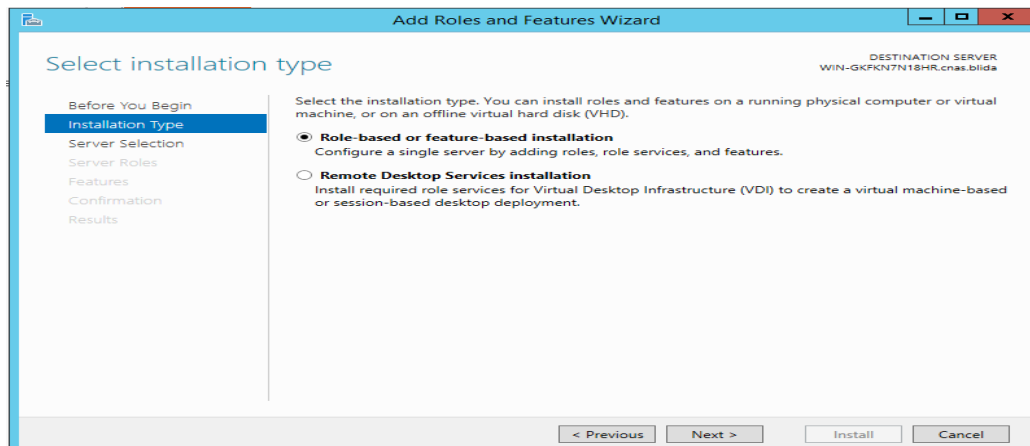 Add Roles and Features Wizard
Select installation type
DESTINATION SERVER
WIN-GKFKN7N18HR.cnas.blida
Before You Begin
Installation Type
Server Selection
Server Roles
Features
Confirmation
Results
Select the installation type. You can install roles and features on a running physical computer or virtual
machine, or on an offline virtual hard disk (VHD).
Role-based or feature-based installation
Configure a single server by adding roles, role services, and features.
Remote Desktop Services installation
Install required role services for Virtual Desktop Infrastructure (VDI) to create a virtual machine-based
or session-based desktop deployment.
< Previous
Next >
Install
Cancel